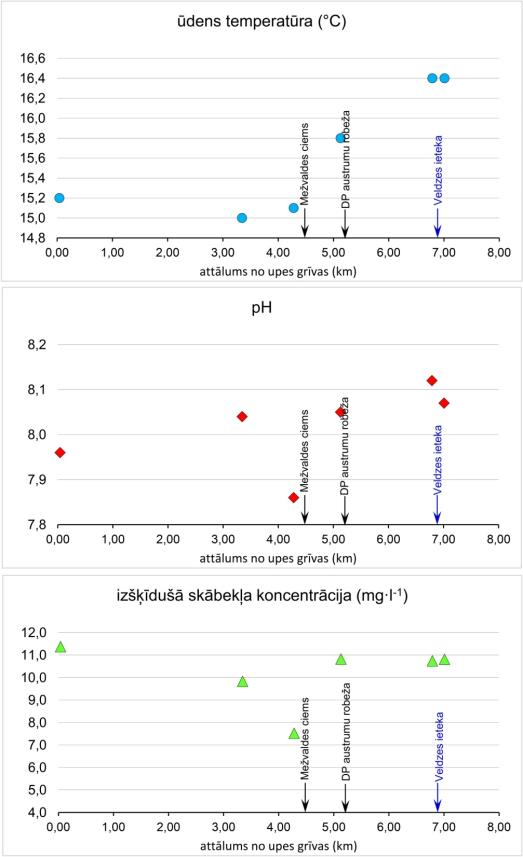 ūdens temperatūra (°C)
16,6
16,4
16,2
16,0
15,8
15,6
15,4
15,2
15,0
14,8
Mežvaldes ciems
DP austrumu robeža
Veldzes ieteka
0,00 1,00 2,00 3,00 4,00 5,00 6,00 7,00 8,00
attālums no upes grīvas (km)
pH
8,2
8,1
8,0
7,9
7,8
Mežvaldes ciems
DP austrumu robeža
Veldzes ieteka
0,00 1,00 2,00 3,00 4,00 5,00 6,00 7,00 8,00
attālums no upes grīvas (km)
izšķīdušā skābekļa koncentrācija (mg·l⁻¹)
12,0
11,0
10,0
9,0
8,0
7,0
6,0
5,0
4,0
Mežvaldes ciems
DP austrumu robeža
Veldzes ieteka
0,00 1,00 2,00 3,00 4,00 5,00 6,00 7,00 8,00
attālums no upes grīvas (km)